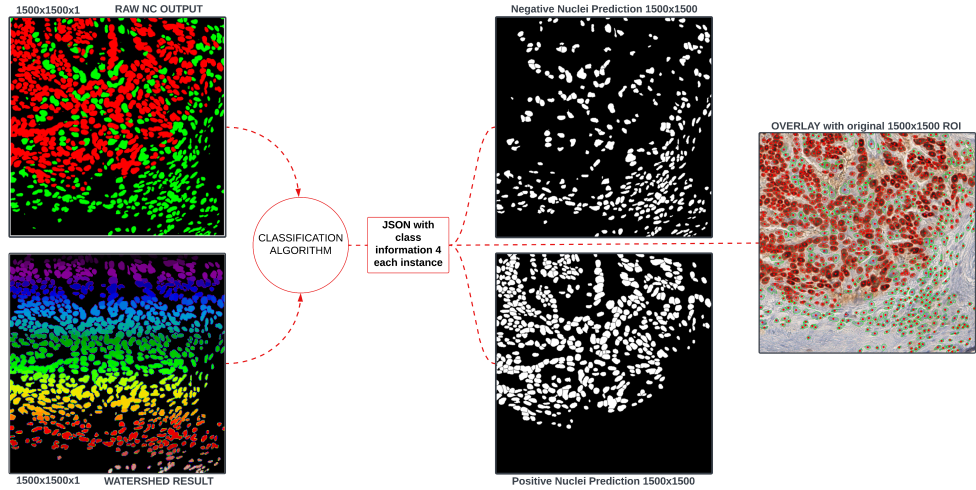 1500x1500x1
RAW NC OUTPUT
Negative Nuclei Prediction 1500x1500
OVERLAY with original 1500x1500 ROI
CLASSIFICATION
ALGORITHM
JSON with
class
information 4
each instance
1500x1500x1
WATERSHED RESULT
Positive Nuclei Prediction 1500x1500